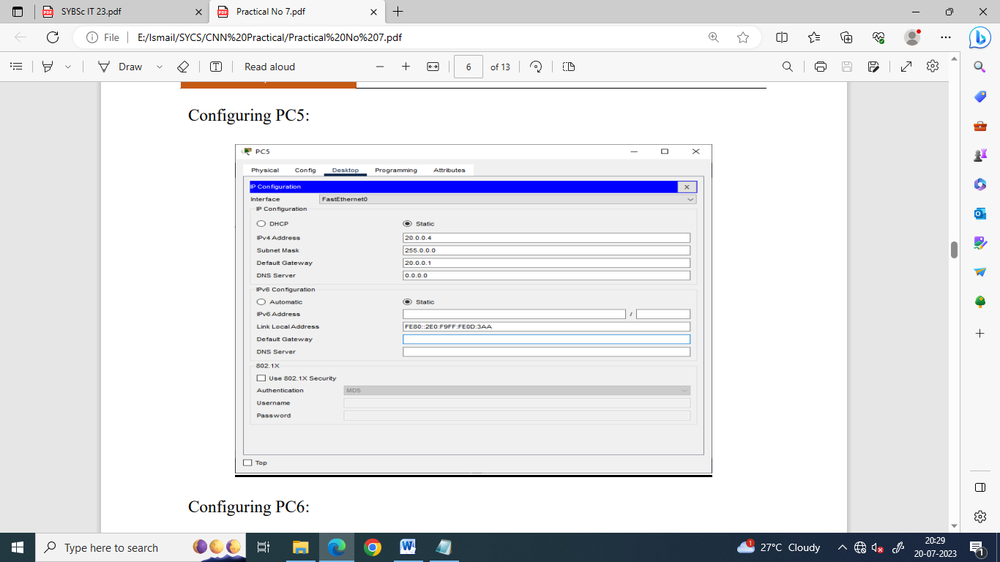 SYBSc IT 23.pdf
Practical No 7.pdf
File
E:/Ismail/SYCS/CNN%20Practical/Practical%20No%207.pdf
Draw
Read aloud
6
of 13
Configuring PC5:
PC5
Physical Config Desktop Programming Attributes
IP Configuration
X
Interface FastEthernet0
IP Configuration
DHCP Static
IPv4 Address 20.0.0.4
Subnet Mask 255.0.0.0
Default Gateway 20.0.0.1
DNS Server 0.0.0.0
IPv6 Configuration
Automatic Static
IPv6 Address /
Link Local Address FE80::2E0:F9FF:FE0D:3AA
Default Gateway
DNS Server
802.1X
Use 802.1X Security
Authentication MD5
Username
Password
Top
Configuring PC6:
Type here to search
1
27°C Cloudy
20:29
20-07-2023
1